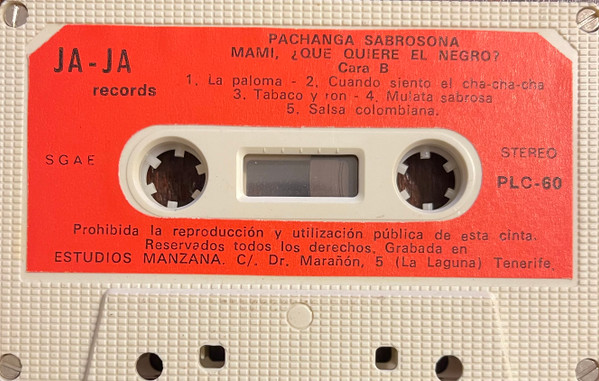 PACHANGA SABROSONA
MAMI, ¿QUE QUIERE EL NEGRO?
Cara B
JA-JA
records
1. La paloma - 2. Cuando siento el cha-cha-cha
3. Tabaco y ron - 4. Mulata sabrosa
5. Salsa colombiana.
SGAE
STEREO
PLC-60
Prohibida la reproducción y utilización pública de esta cinta.
Reservados todos los derechos. Grabada en
ESTUDIOS MANZANA. C/. Dr. Marañón, 5 (La Laguna) Tenerife.